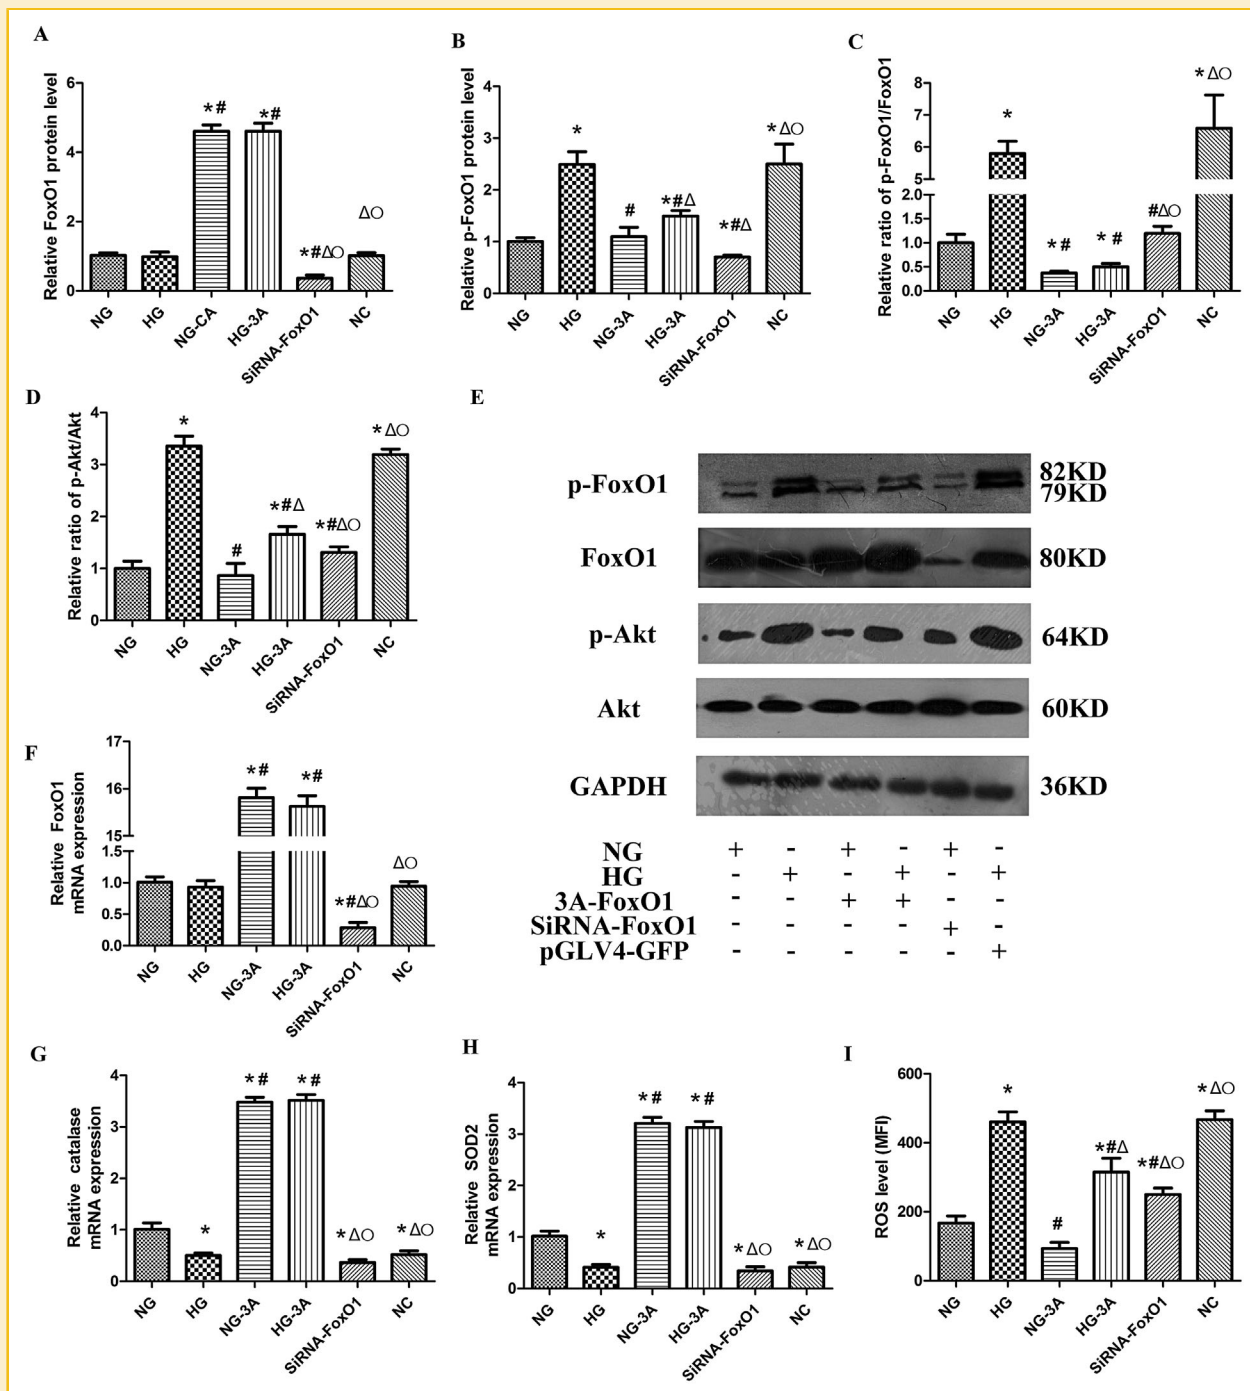 A
Relative FoxO1 protein level
6
4
2
0
*#
*#
*#ΔO
ΔO
NG
HG
NG-CA
HG-3A
SiRNA-FoxO1
NC
B
Relative p-FoxO1 protein level
4
3
2
1
0
*
#
*#Δ
*#Δ
*ΔO
NG
HG
NG-3A
HG-3A
SiRNA-FoxO1
NC
C
Relative ratio of p-FoxO1/FoxO1
8
7
6
5
2.0
1.5
1.0
0.5
0.0
*
* #
* #
#ΔO
*ΔO
NG
HG
NG-3A
HG-3A
SiRNA-FoxO1
NC
D
Relative ratio of p-Akt/Akt
4
3
2
1
0
*
#
*#Δ
*#ΔO
*ΔO
NG
HG
NG-3A
HG-3A
SiRNA-FoxO1
NC
E
p-FoxO1
82KD
79KD
FoxO1
80KD
p-Akt
64KD
Akt
60KD
GAPDH
36KD
NG + - + - + -
HG - + - + - +
3A-FoxO1 - - + + - -
SiRNA-FoxO1 - - - - + -
pGLV4-GFP - - - - - +
F
Relative FoxO1
mRNA expression
17
16
15
1.5
1.0
0.5
0.0
*#
*#
*#ΔO
ΔO
NG
HG
NG-3A
HG-3A
SiRNA-FoxO1
NC
G
Relative catalase
mRNA expression
4
3
2
1
0
*
*#
*#
*ΔO
*ΔO
NG
HG
NG-3A
HG-3A
SiRNA-FoxO1
NC
H
Relative SOD2
mRNA expression
4
3
2
1
0
*
*#
*#
*ΔO
*ΔO
NG
HG
NG-3A
HG-3A
SiRNA-FoxO1
NC
I
ROS level (MFI)
600
400
200
0
*
#
*#Δ
*#ΔO
*ΔO
NG
HG
NG-3A
HG-3A
SiRNA-FoxO1
NC